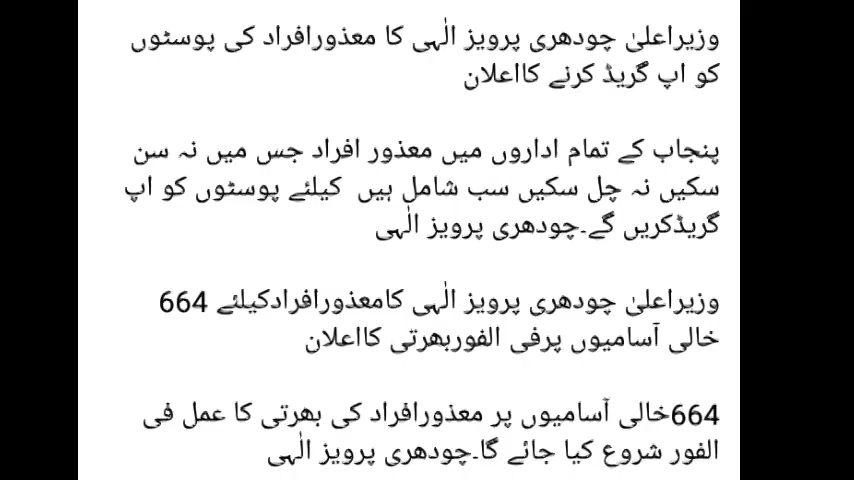 وزیراعلیٰ چودھری پرویز الٰہی کا معذورافراد کی پوسٹوں
کو اپ گریڈ کرنے کااعلان
پنجاب کے تمام اداروں میں معذور افراد جس میں نہ سن
سکیں نہ چل سکیں سب شامل ہیں کیلئے پوسٹوں کو اپ
گریڈکریں گے۔چودھری پرویز الٰہی
وزیراعلیٰ چودھری پرویز الٰہی کامعذورافرادکیلئے 664
خالی آسامیوں پرفی الفوربھرتی کااعلان
664خالی آسامیوں پر معذورافراد کی بھرتی کا عمل فی
الفور شروع کیا جائے گا۔چودھری پرویز الٰہی